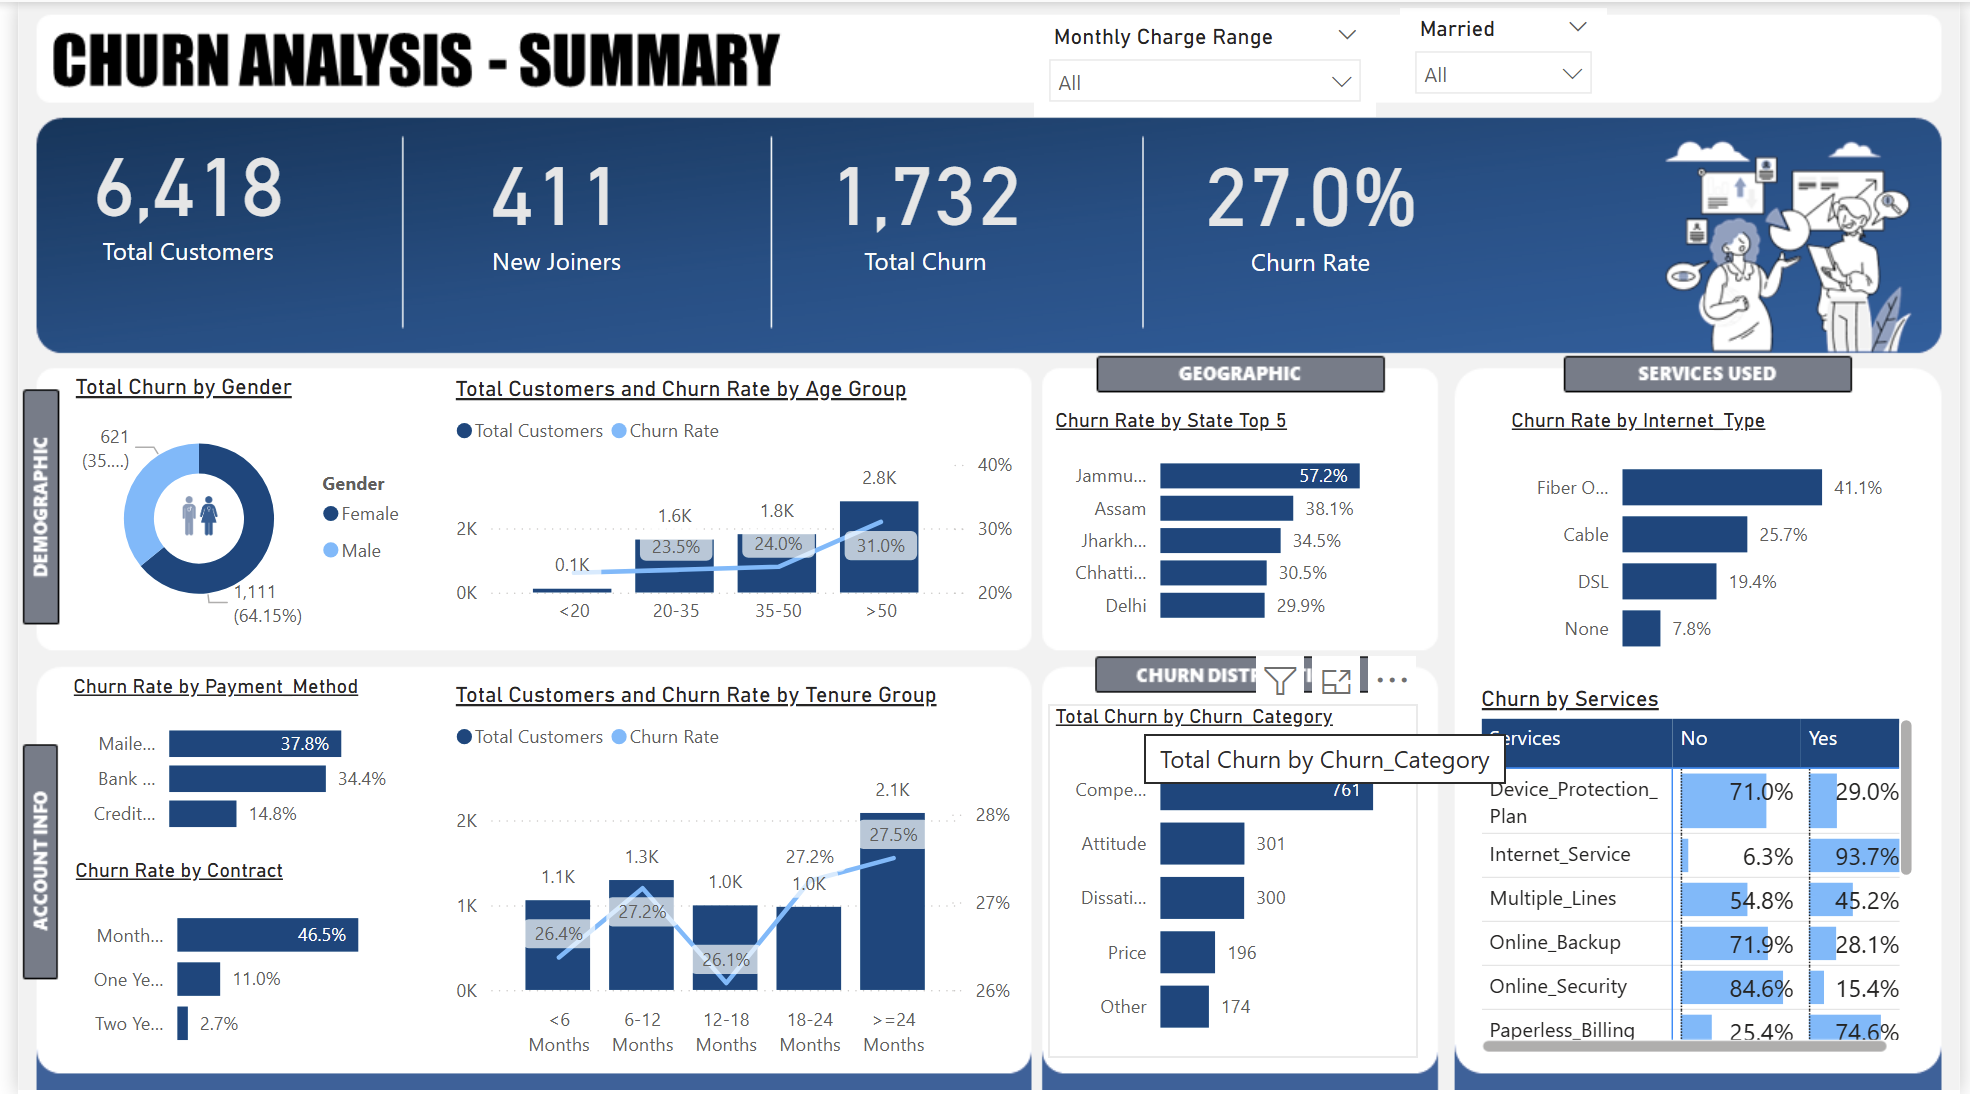 CHURN ANALYSIS - SUMMARY
Monthly Charge Range
All
Married
All
6,418
Total Customers
411
New Joiners
1,732
Total Churn
27.0%
Churn Rate
DEMOGRAPHIC
Total Churn by Gender
621
(35....)
1,111
(64.15%)
Gender
Female
Male
Total Customers and Churn Rate by Age Group
Total Customers Churn Rate
40%
30%
20%
2K
0K
0.1K
1.6K
1.8K
2.8K
23.5%
24.0%
31.0%
<20 20-35 35-50 >50
GEOGRAPHIC
Churn Rate by State Top 5
Jammu... 57.2%
Assam 38.1%
Jharkh... 34.5%
Chhatti... 30.5%
Delhi 29.9%
SERVICES USED
Churn Rate by Internet_Type
Fiber O... 41.1%
Cable 25.7%
DSL 19.4%
None 7.8%
ACCOUNT INFO
Churn Rate by Payment_Method
Maile... 37.8%
Bank ... 34.4%
Credit... 14.8%
Churn Rate by Contract
Month... 46.5%
One Ye... 11.0%
Two Ye... 2.7%
Total Customers and Churn Rate by Tenure Group
Total Customers Churn Rate
2K
1K
0K
28%
27%
26%
1.1K
1.3K
1.0K
1.0K
2.1K
26.4%
27.2%
26.1%
27.2%
27.5%
<6 Months
6-12 Months
12-18 Months
18-24 Months
>=24 Months
CHURN DIST
Total Churn by Churn_Category
Total Churn by Churn_Category
Compe... 761
Attitude 301
Dissati... 300
Price 196
Other 174
Churn by Services
ervices No Yes
Device_Protection_ 71.0% 29.0%
Plan
Internet_Service 6.3% 93.7%
Multiple_Lines 54.8% 45.2%
Online_Backup 71.9% 28.1%
Online_Security 84.6% 15.4%
Paperless_Billing 25.4% 74.6%